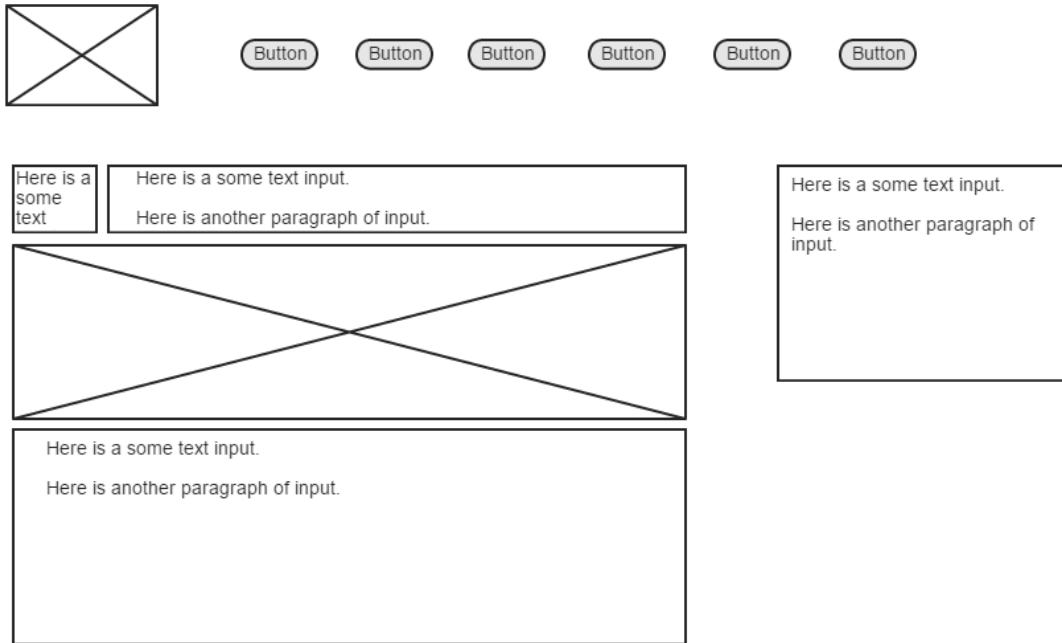 Button Button Button Button Button Button
Here is a
some
text
Here is a some text input.
Here is another paragraph of input.
Here is a some text input.
Here is another paragraph of
input.
Here is a some text input.
Here is another paragraph of input.